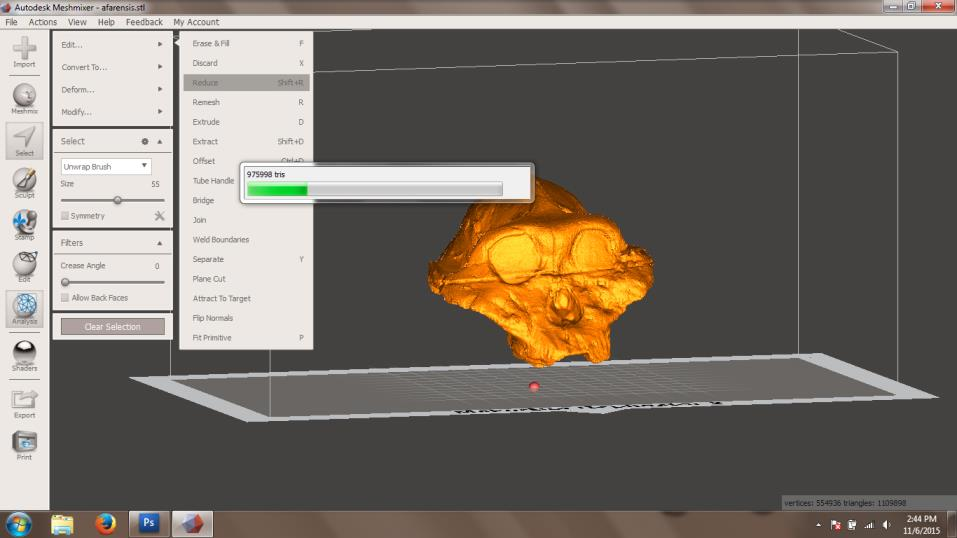 Autodesk Meshmixer - afarensis.stl
File Actions View Help Feedback My Account
Import
Meshmix
Select
Sculpt
Stamp
Edit
Analysis
Shaders
Export
Print
Edit...
Convert To...
Deform...
Modify...
Select
Unwrap Brush
Size 55
Symmetry
Filters
Crease Angle 0
Allow Back Faces
Clear Selection
Erase & Fill F
Discard X
Reduce Shift+R
Remesh R
Extrude D
Extract Shift+D
Offset Ctrl+D
Tube Handle
Bridge
Join
Weld Boundaries
Separate Y
Plane Cut
Attract To Target
Flip Normals
Fit Primitive P
975998 tris
vertices: 554936 triangles: 1109898
Ps
2:44 PM
11/6/2015